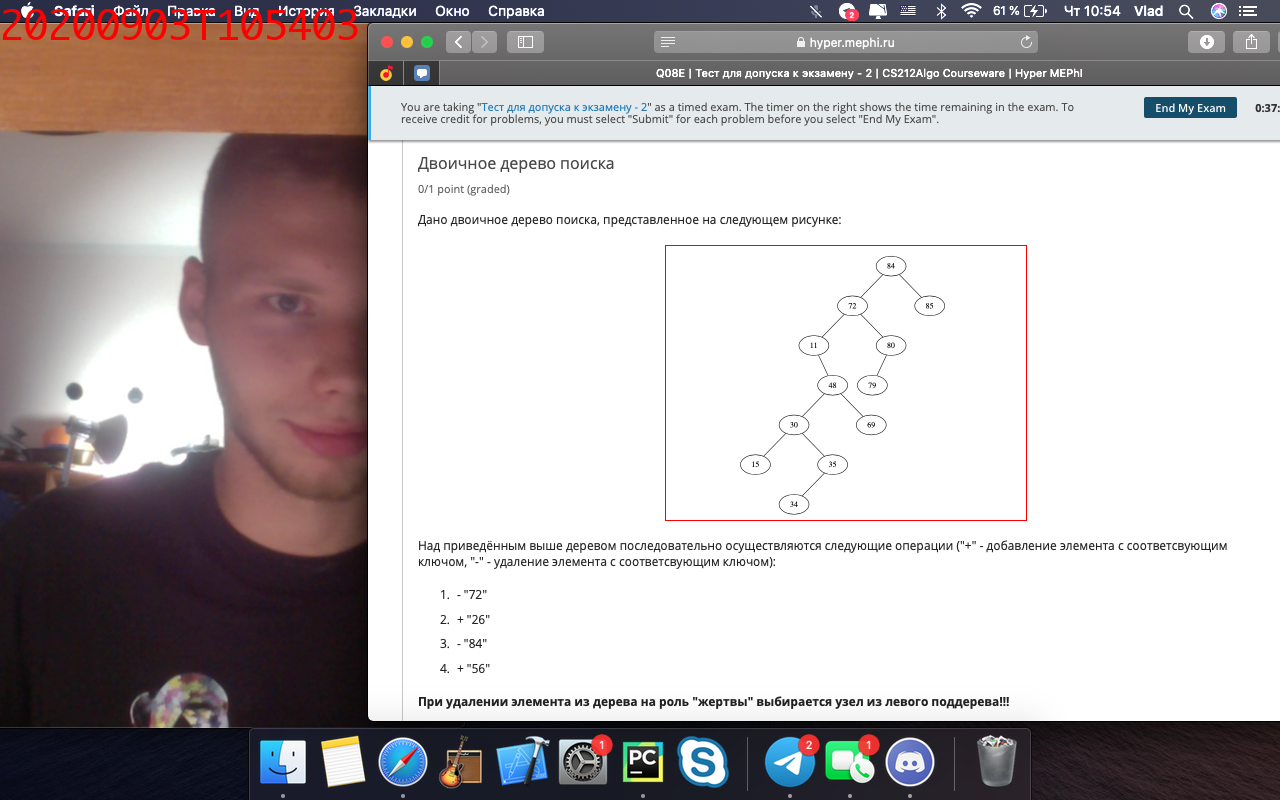 20200903T105403
Safari Файл Правка Вид История Закладки Окно Справка 2 61 % Чт 10:54 Vlad
hyper.mephi.ru
Q08E | Тест для допуска к экзамену - 2 | CS212Algo Courseware | Hyper MEPhI
You are taking "Тест для допуска к экзамену - 2" as a timed exam. The timer on the right shows the time remaining in the exam. To
receive credit for problems, you must select "Submit" for each problem before you select "End My Exam".
End My Exam
0:37:
Двоичное дерево поиска
0/1 point (graded)
Дано двоичное дерево поиска, представленное на следующем рисунке:
84
72 85
11 80
48 79
30 69
15 35
34
Над приведённым выше деревом последовательно осуществляются следующие операции ("+" - добавление элемента с соответсвующим
ключом, "-" - удаление элемента с соответсвующим ключом):
1. - "72"
2. + "26"
3. - "84"
4. + "56"
При удалении элемента из дерева на роль "жертвы" выбирается узел из левого поддерева!!!
1 PC 2 1